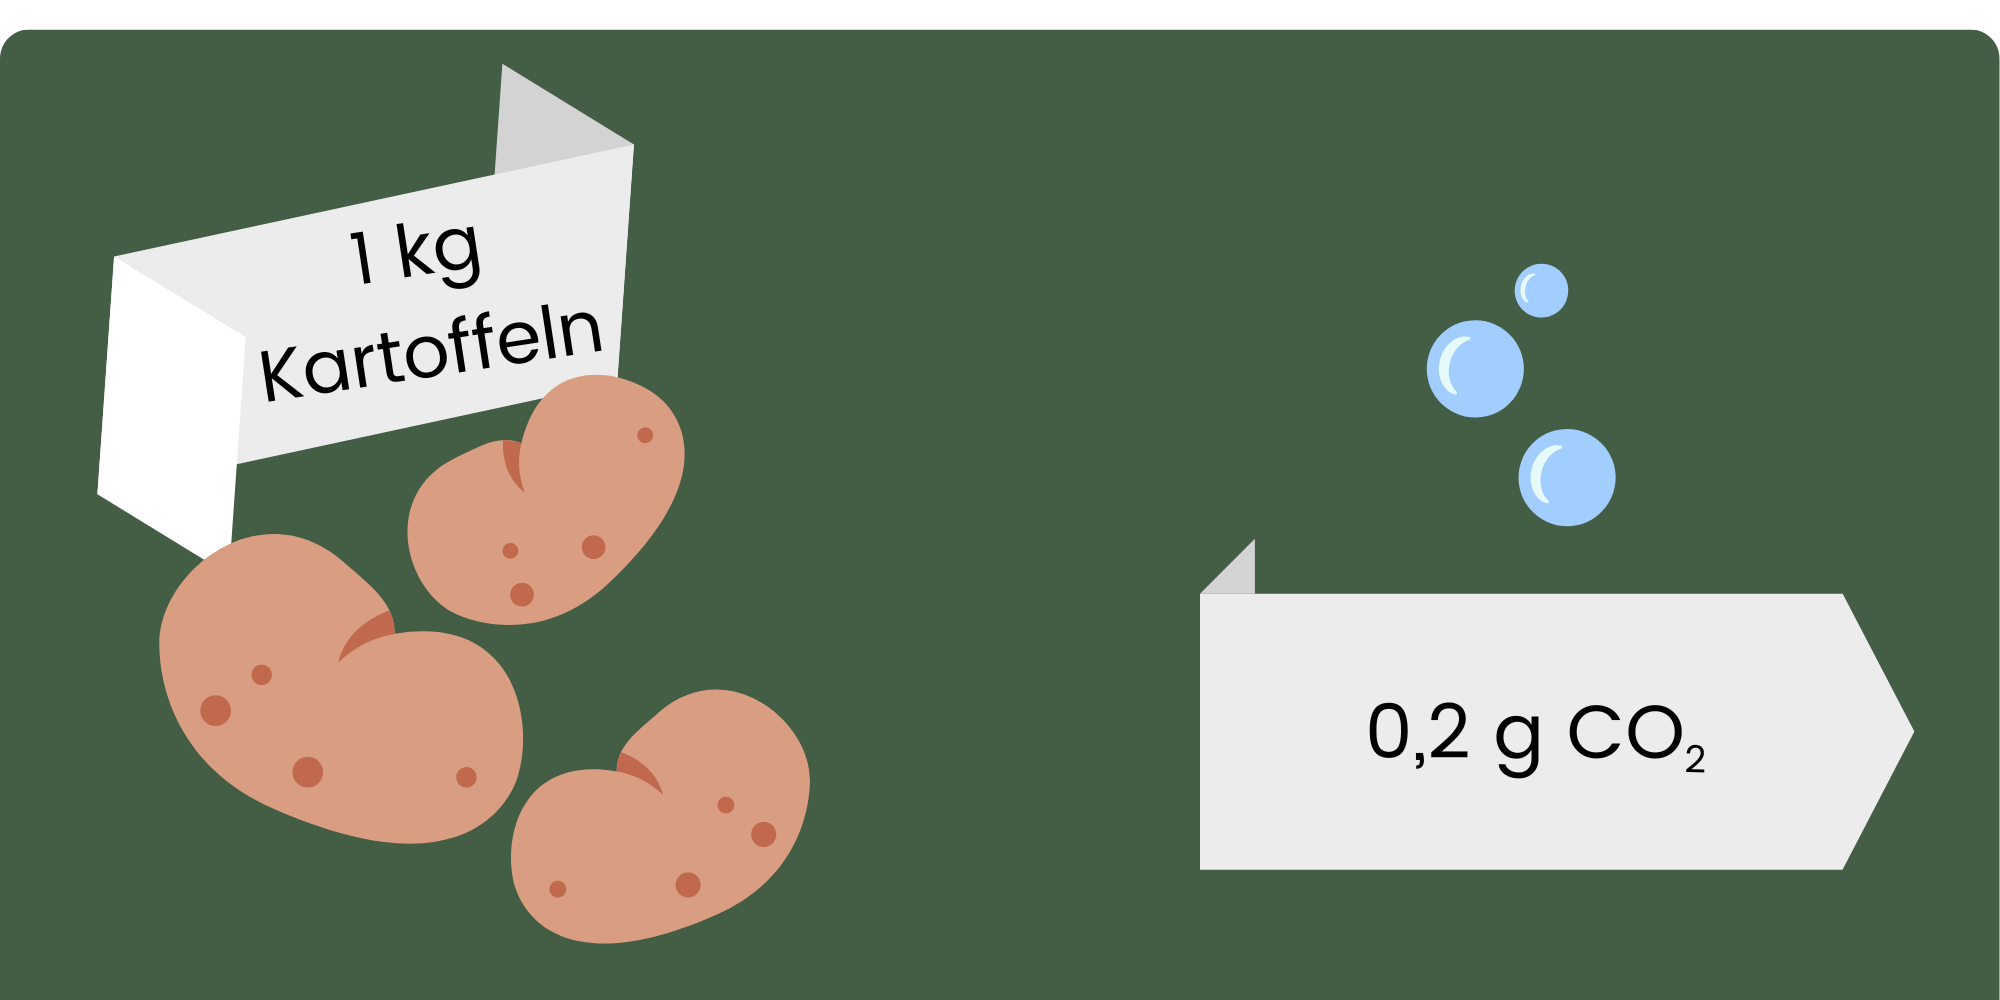 1 kg
Kartoffeln
0,2 g CO₂